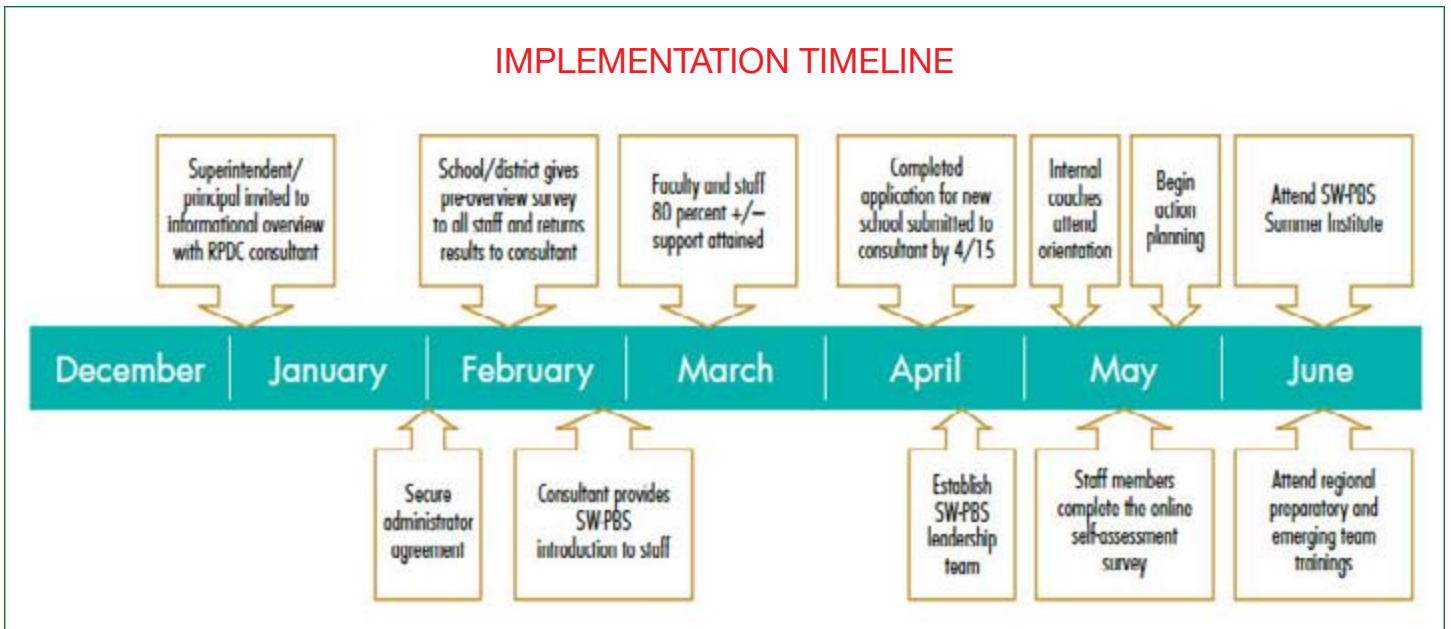 IMPLEMENTATION TIMELINE
Superintendent/
principal invited to
informational overview
with RPDC consultant
School/district gives
pre-overview survey
to all staff and returns
results to consultant
Faculty and staff
80 percent +/–
support attained
Completed
application for new
school submitted to
consultant by 4/15
Internal
coaches
attend
orientation
Begin
action
planning
Attend SW-PBS
Summer Institute
December
January
February
March
April
May
June
Secure
administrator
agreement
Consultant provides
SW-PBS
introduction to staff
Establish
SW-PBS
leadership
team
Staff members
complete the online
self-assessment
survey
Attend regional
preparatory and
emerging team
trainings